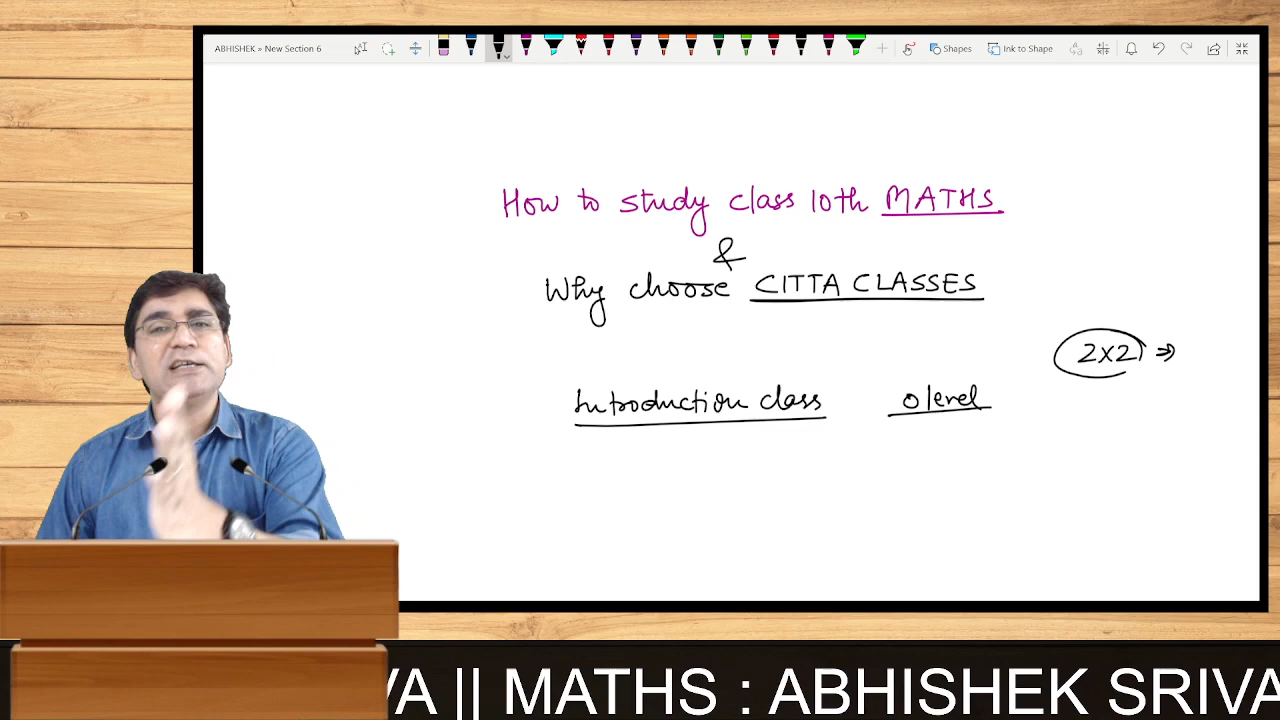 ABHISHEK » New Section 6
Shapes
Ink to Shape
How to study class 10th MATHS
&
Why choose CITTA CLASSES
2x2 ⇒
Introduction class 0 level
VA || MATHS : ABHISHEK SRIVA